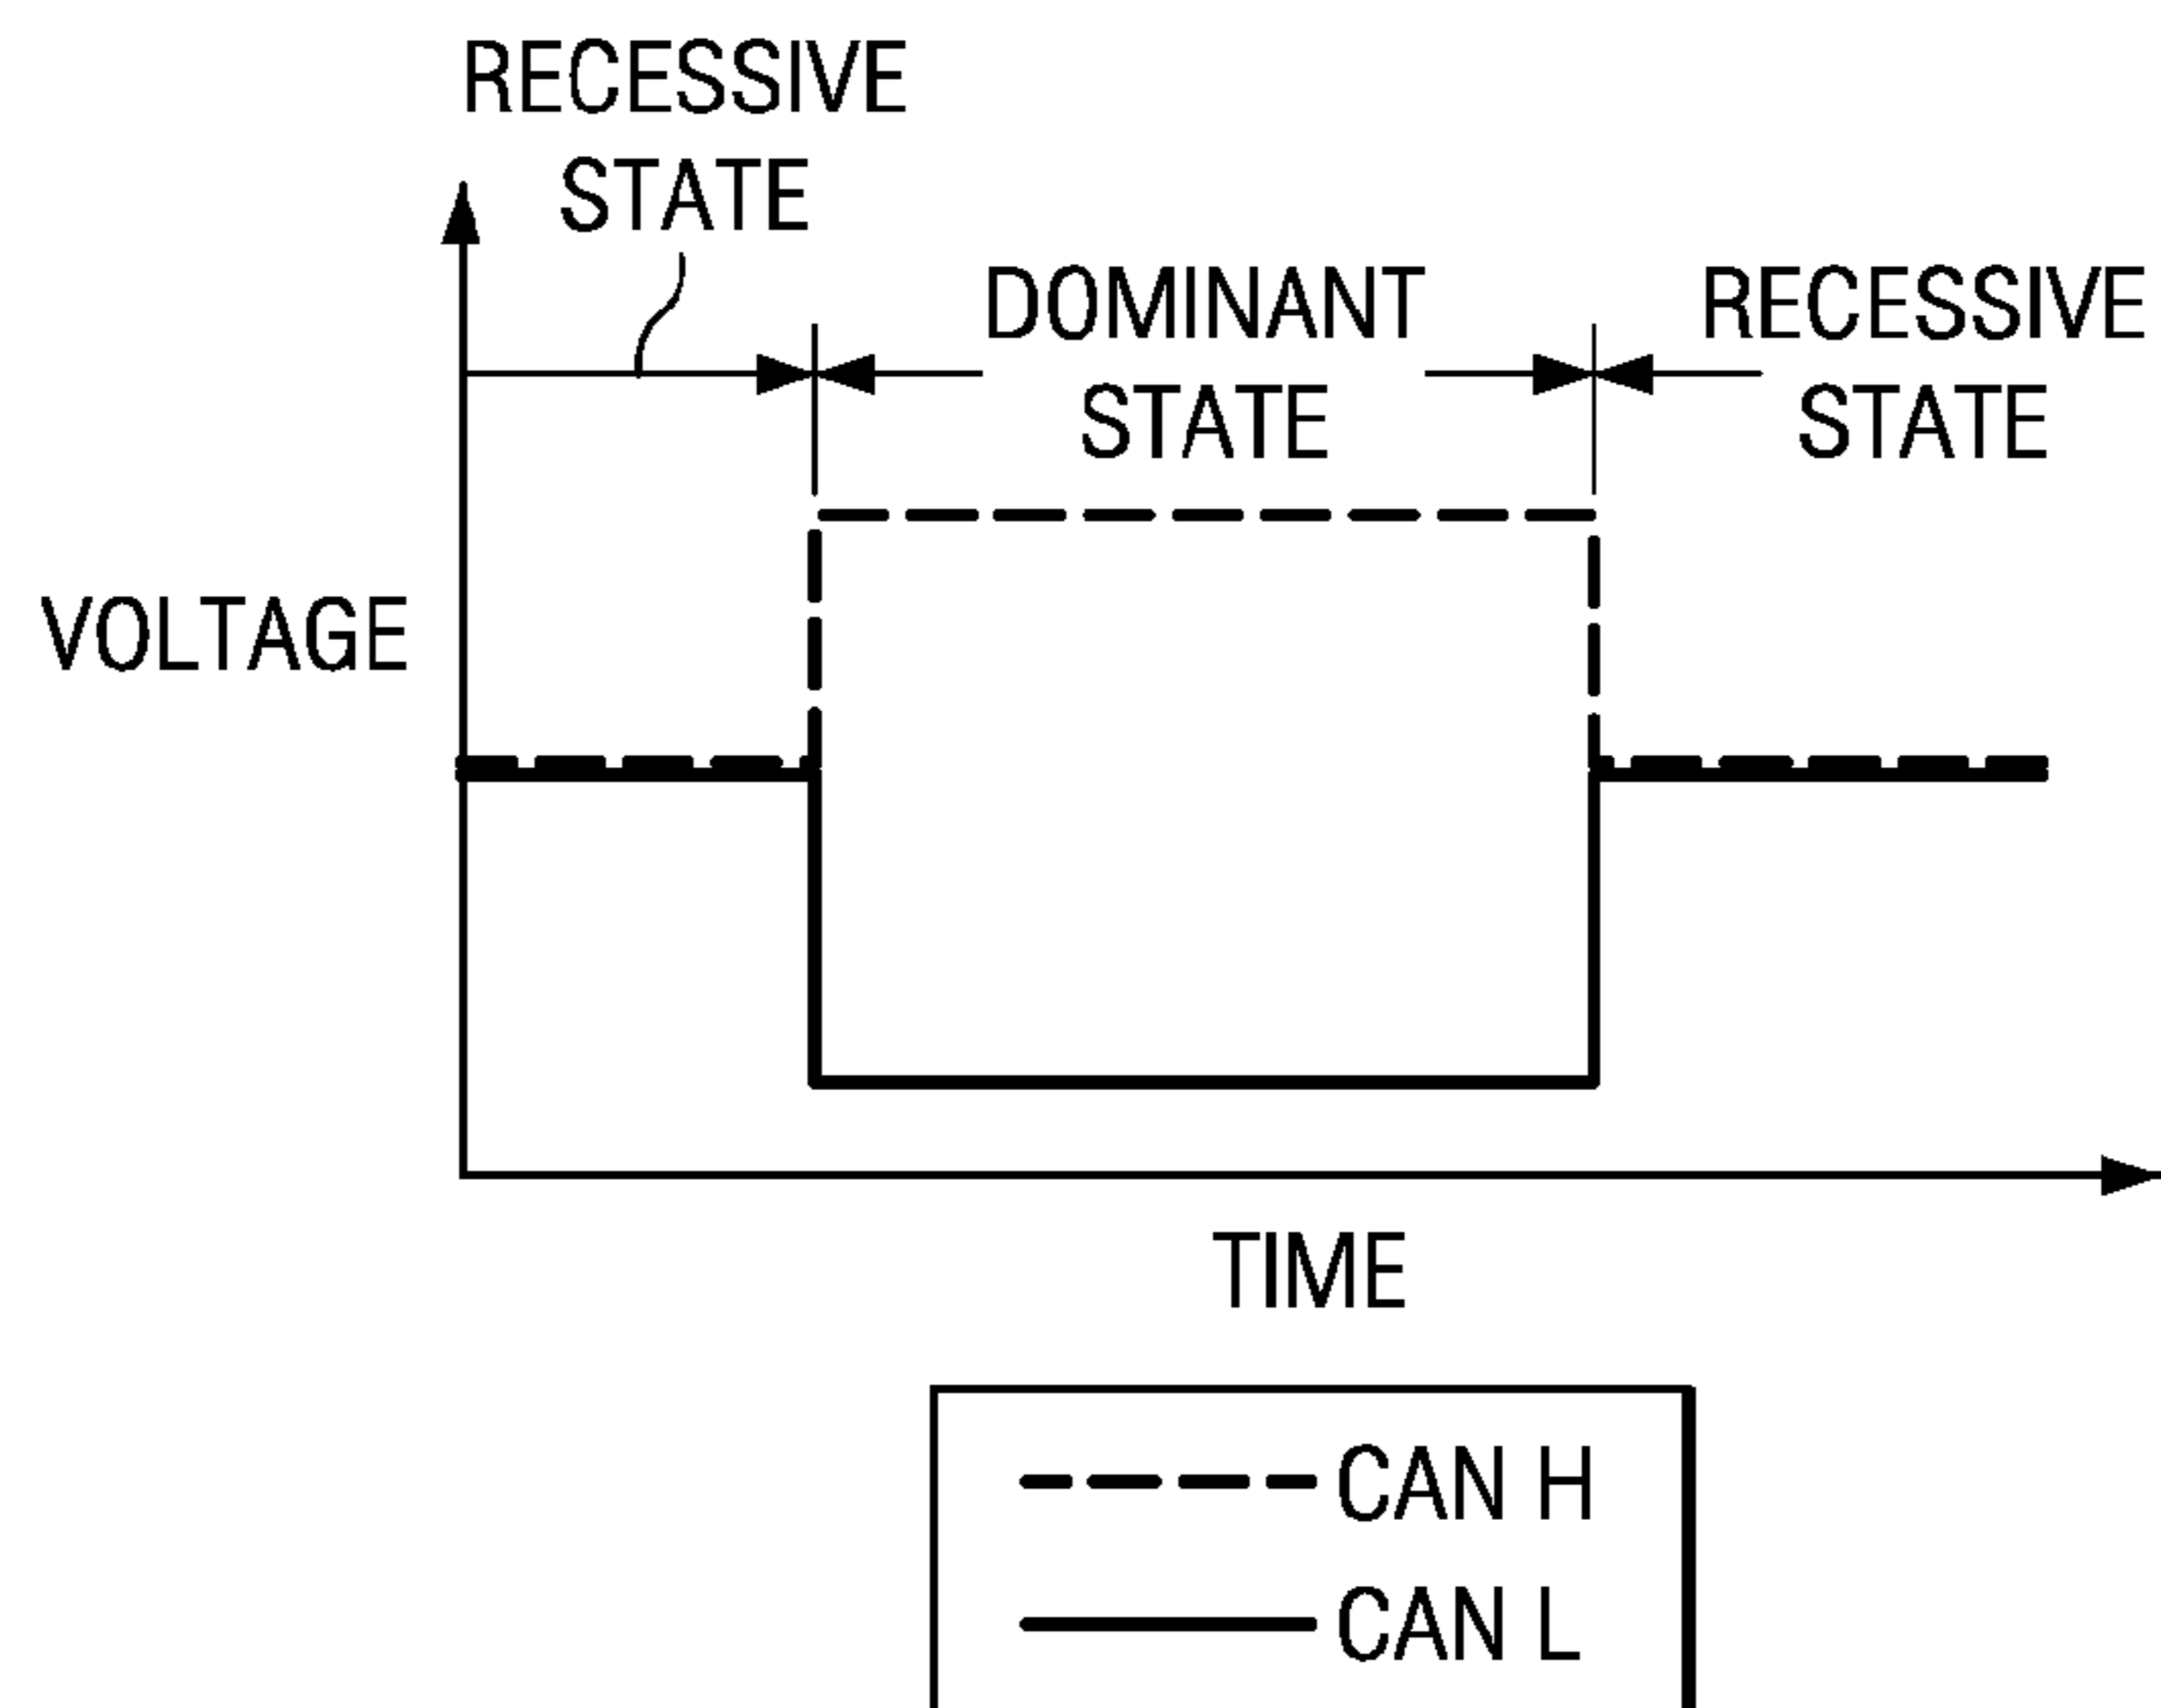 RECESSIVE
STATE
DOMINANT
STATE
RECESSIVE
STATE
VOLTAGE
TIME
CAN H
CAN L